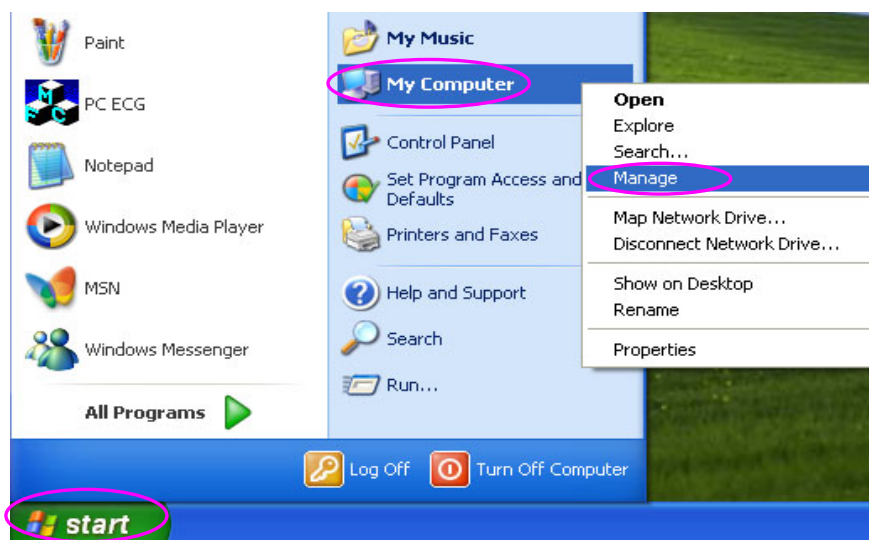 Paint
PC ECG
Notepad
Windows Media Player
MSN
Windows Messenger
All Programs
My Music
My Computer
Control Panel
Set Program Access and
Defaults
Printers and Faxes
Help and Support
Search
Run...
Open
Explore
Search...
Manage
Map Network Drive...
Disconnect Network Drive...
Show on Desktop
Rename
Properties
Log Off
Turn Off Computer
start